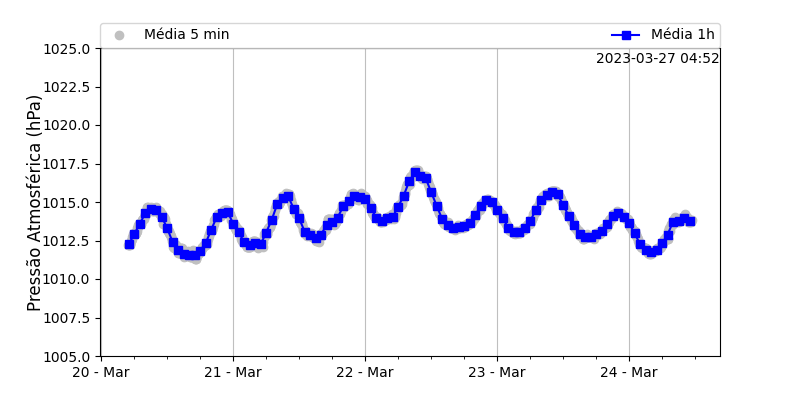 Média 5 min
Média 1h
2023-03-27 04:52
Pressão Atmosférica (hPa)
1025.0
1022.5
1020.0
1017.5
1015.0
1012.5
1010.0
1007.5
1005.0
20 - Mar
21 - Mar
22 - Mar
23 - Mar
24 - Mar